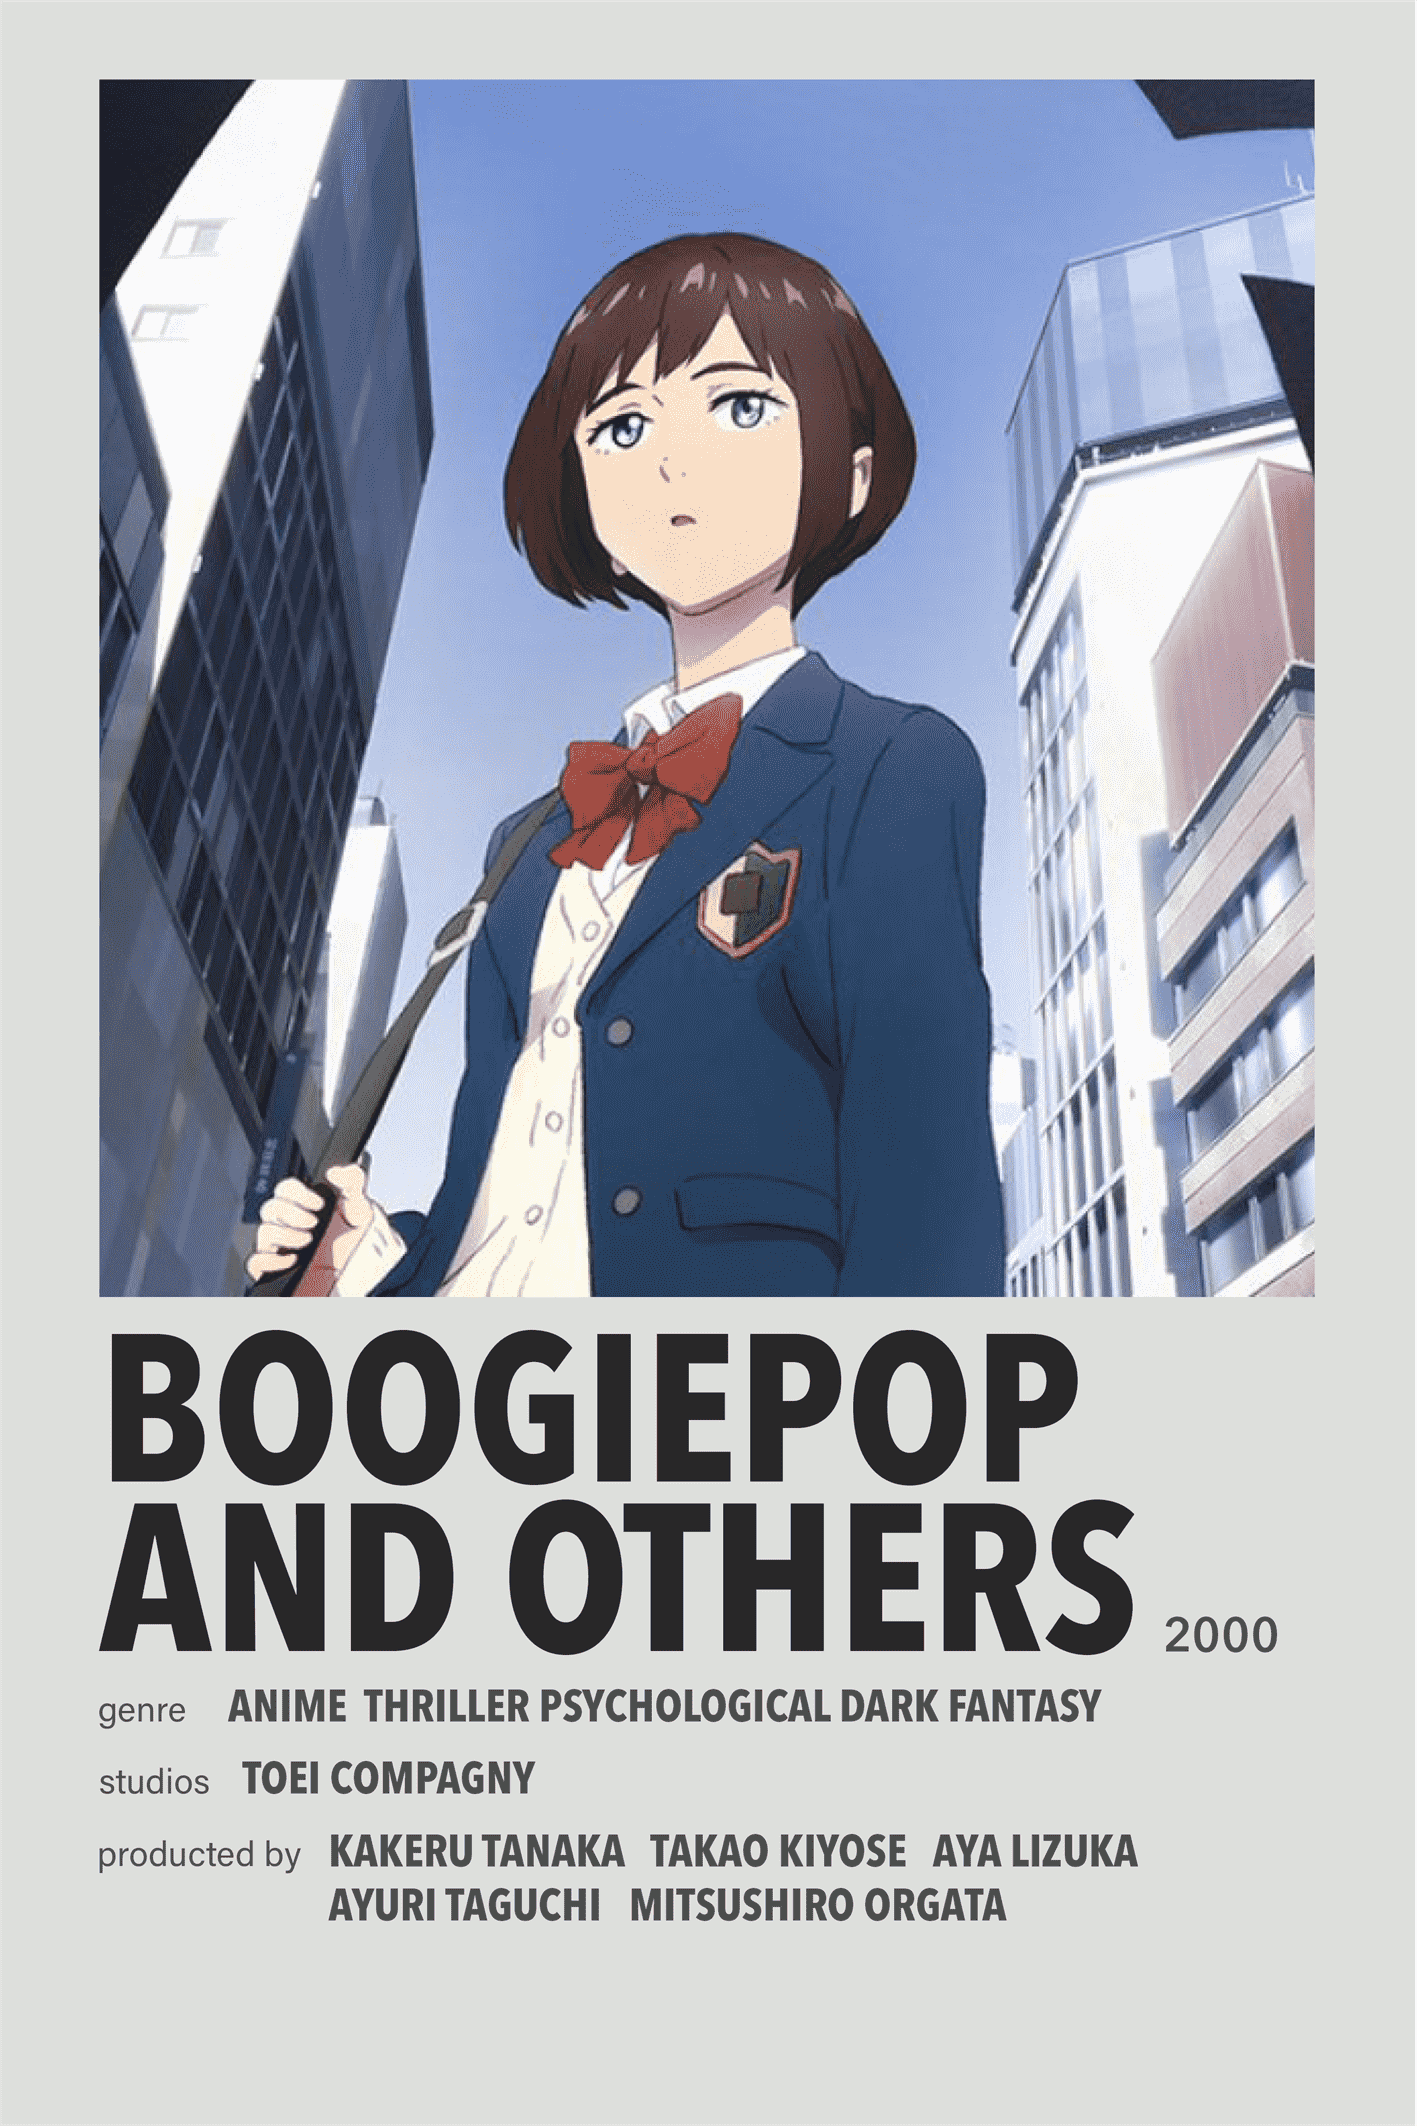 BOOGIEPOP
AND OTHERS 2000
genre ANIME THRILLER PSYCHOLOGICAL DARK FANTASY
studios TOEI COMPAGNY
producted by KAKERU TANAKA TAKAO KIYOSE AYA LIZUKA
AYURI TAGUCHI MITSUSHIRO ORGATA